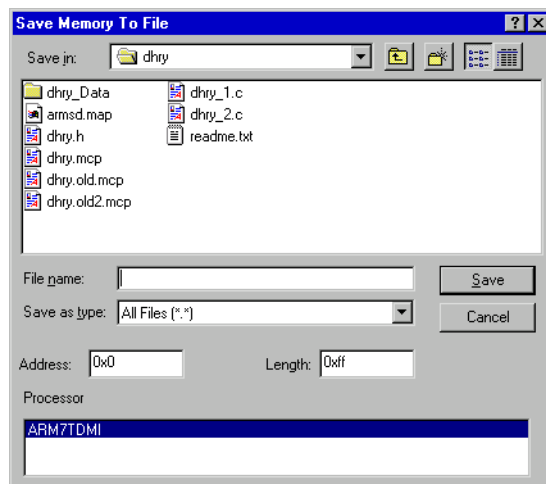 Save Memory To File
Save in: dhry
dhry_Data
armsd.map
dhry.h
dhry.mcp
dhry.old.mcp
dhry.old2.mcp
dhry_1.c
dhry_2.c
readme.txt
File name:
Save
Save as type: All Files (*.*)
Cancel
Address: 0x0 Length: 0xff
Processor
ARM7TDMI